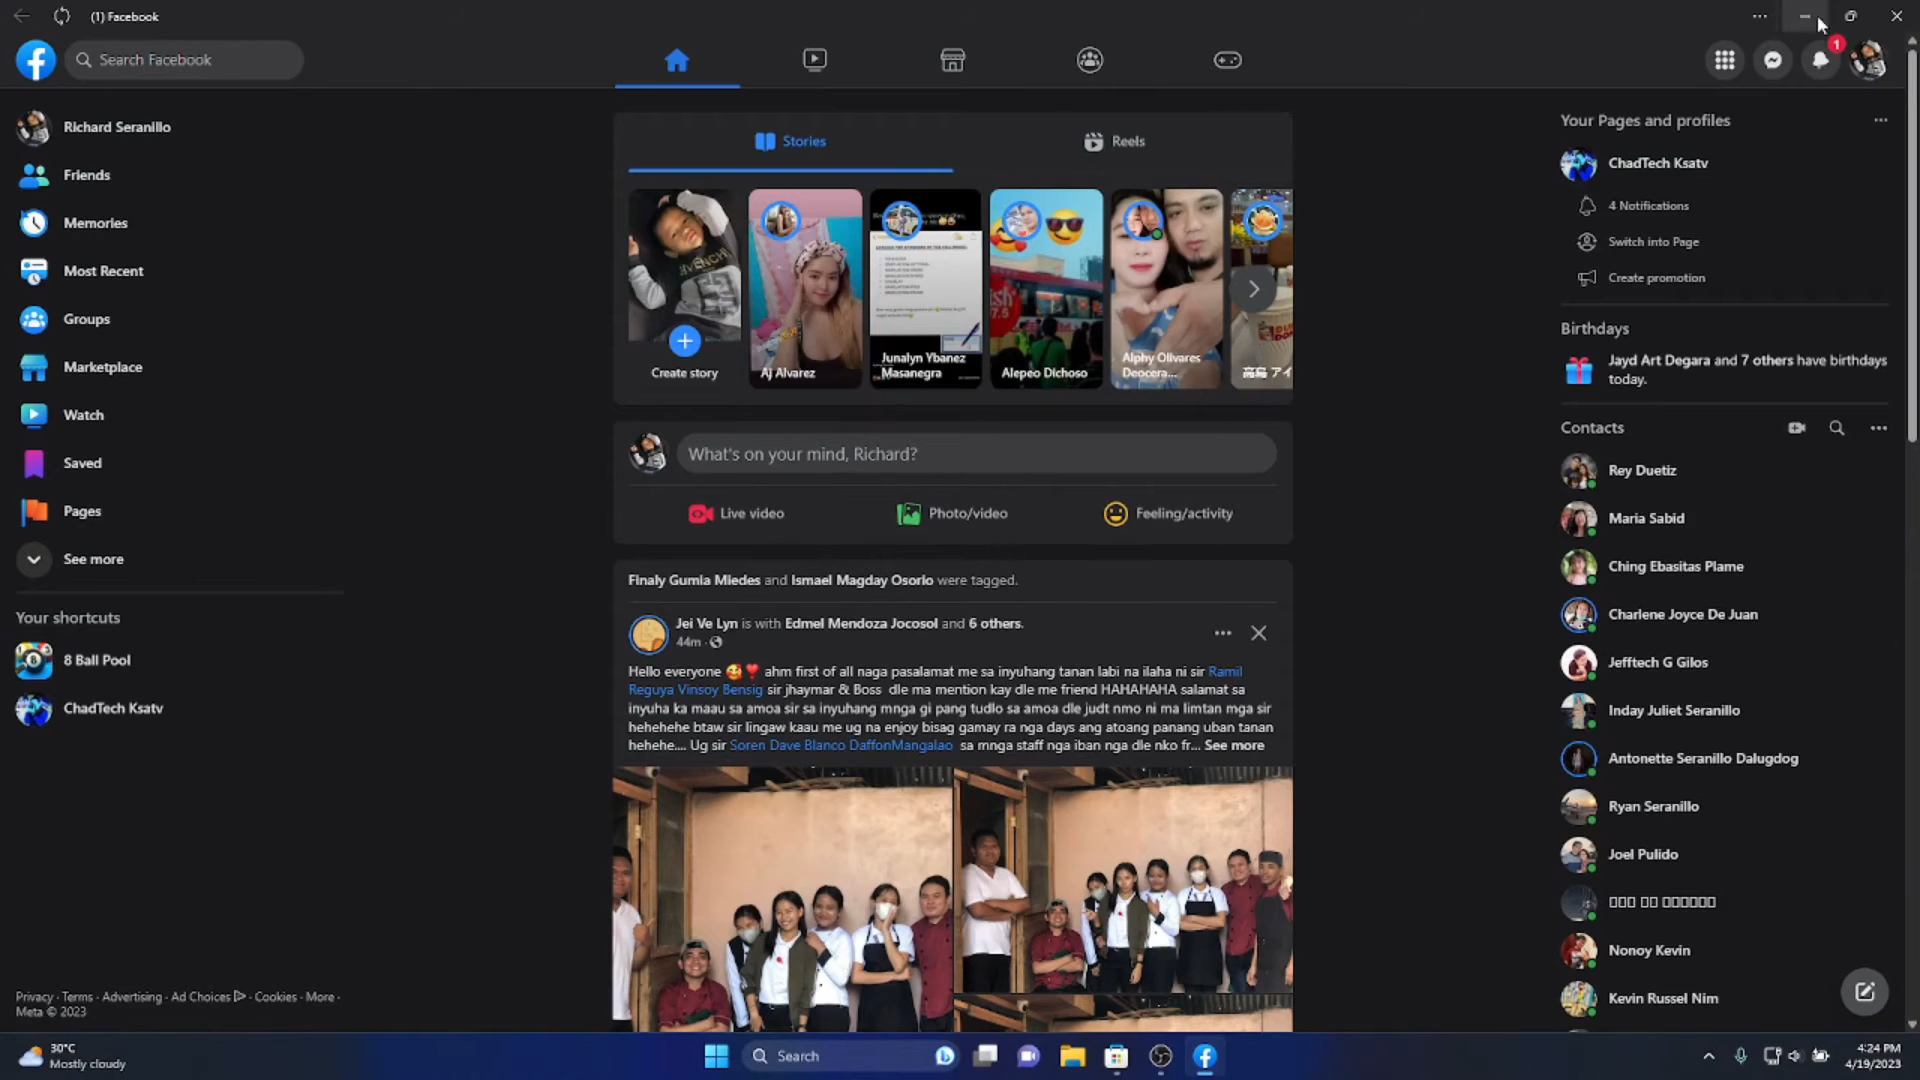 (1) Facebook
Search Facebook
1
Richard Seranillo
Friends
Memories
Most Recent
Groups
Marketplace
Watch
Saved
Pages
See more
Your shortcuts
8 Ball Pool
ChadTech Ksatv
Privacy · Terms · Advertising · Ad Choices · Cookies · More ·
Meta © 2023
Stories
Reels
Create story
Aj Alvarez
Junalyn Ybanez
Masanegra
Alepeo Dichoso
Alphy Olivares
Deocera...
高島 アイ
What's on your mind, Richard?
Live video
Photo/video
Feeling/activity
Finaly Gumia Miedes and Ismael Magday Osorio were tagged.
Jei Ve Lyn is with Edmel Mendoza Jocosol and 6 others.
44m ·
Hello everyone 🥰❣️ ahm first of all naga pasalamat me sa inyuhang tanan labi na ilaha ni sir Ramil
Reguya Vinsoy Bensig sir jhaymar & Boss dle ma mention kay dle me friend HAHAHAHA salamat sa
inyuha ka maau sa amoa sir sa inyuhang mnga gi pang tudlo sa amoa dle judt nmo ni ma limtan mga sir
hehehehe btaw sir lingaw kaau me ug na enjoy bisag gamay ra nga days ang atoang panang uban tanan
hehehe.... Ug sir Soren Dave Blanco DaffonMangalao sa mnga staff nga iban nga dle nko fr... See more
Your Pages and profiles
ChadTech Ksatv
4 Notifications
Switch into Page
Create promotion
Birthdays
Jayd Art Degara and 7 others have birthdays
today.
Contacts
Rey Duetiz
Maria Sabid
Ching Ebasitas Plame
Charlene Joyce De Juan
Jefftech G Gilos
Inday Juliet Seranillo
Antonette Seranillo Dalugdog
Ryan Seranillo
Joel Pulido
Nonoy Kevin
Kevin Russel Nim
30°C
Mostly cloudy
Search
4:24 PM
4/19/2023